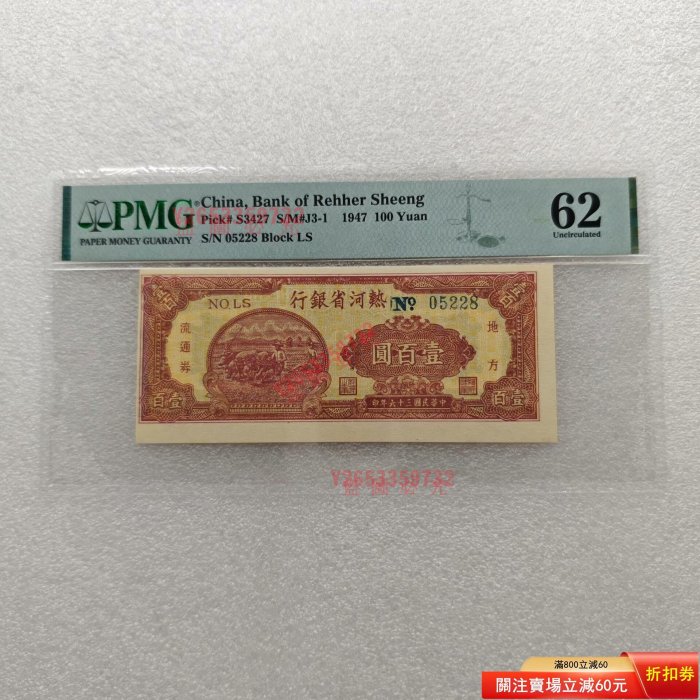 PMG
PAPER MONEY GUARANTY
China, Bank of Rehher Sheeng
Pick# S3427 S/M#J3-1 1947 100 Yuan
S/N 05228 Block LS
62
Uncirculated
NO. LS
行銀省河熱
No. 05228
流通券
圓百壹
地方
百壹
印年六十三國民華中
百壹
Y2653359732
滿800立減60
關注賣場立減60元
折扣券